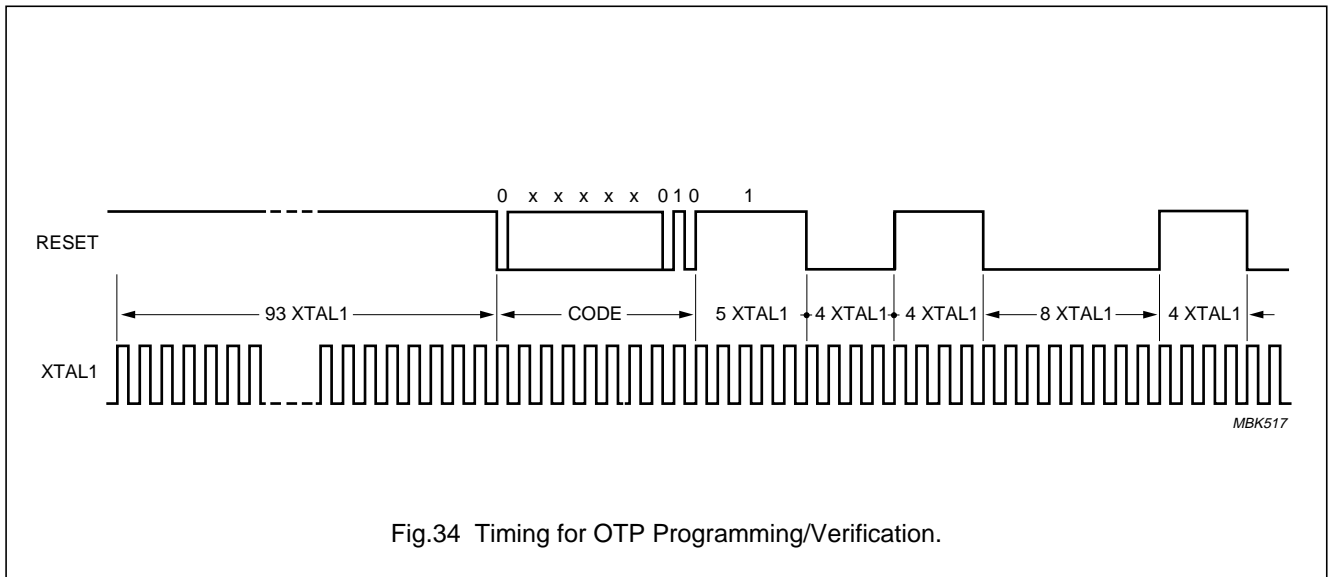 0 x x x x x 0 1 0 1
RESET
93 XTAL1 CODE 5 XTAL1 4 XTAL1 4 XTAL1 8 XTAL1 4 XTAL1
XTAL1
MBK517
Fig.34 Timing for OTP Programming/Verification.